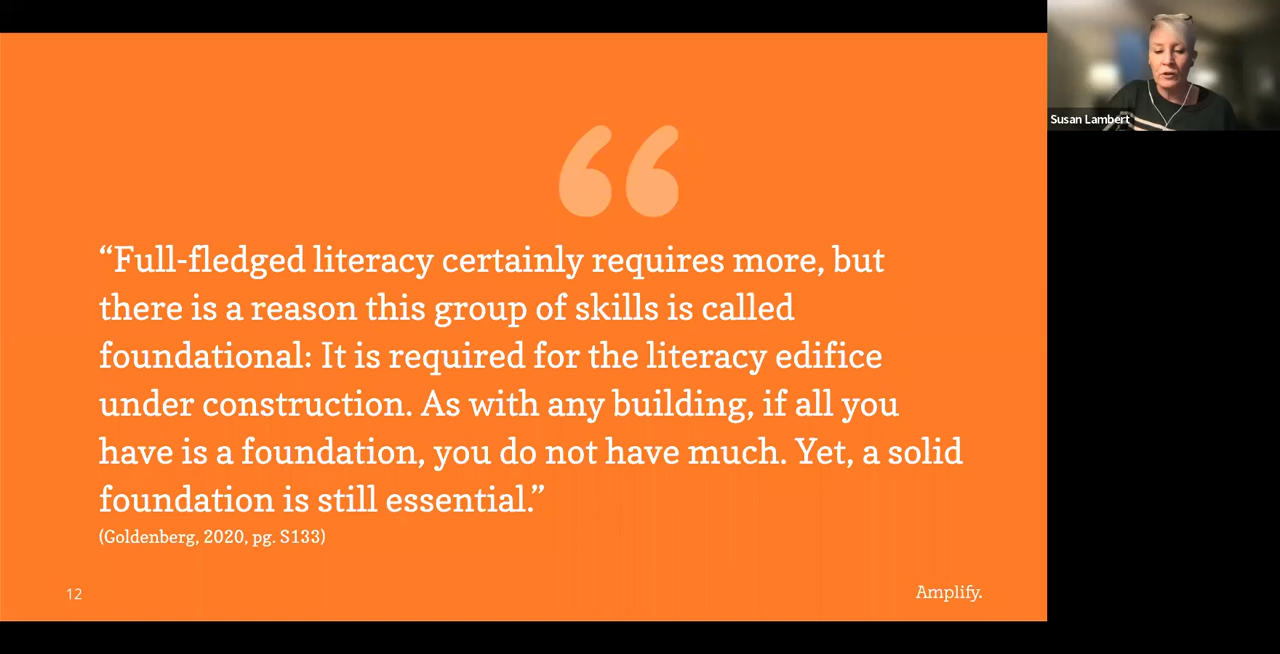 Susan Lambert
“
“Full-fledged literacy certainly requires more, but
there is a reason this group of skills is called
foundational: It is required for the literacy edifice
under construction. As with any building, if all you
have is a foundation, you do not have much. Yet, a solid
foundation is still essential.”
(Goldenberg, 2020, pg. S133)
12
Amplify.